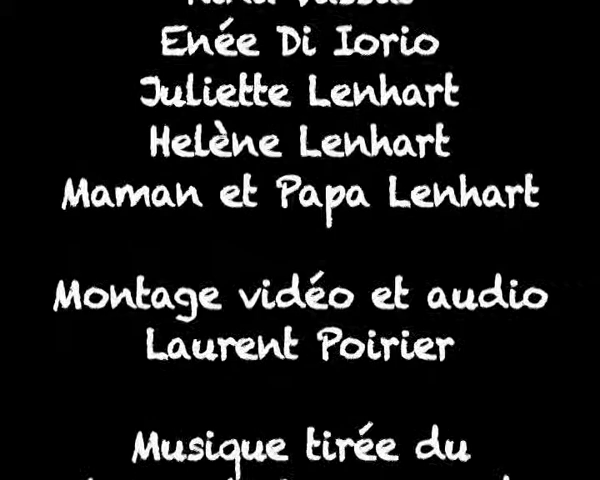 Enée Di Iorio
Juliette Lenhart
Helène Lenhart
Maman et Papa Lenhart
Montage vidéo et audio
Laurent Poirier
Musique tirée du